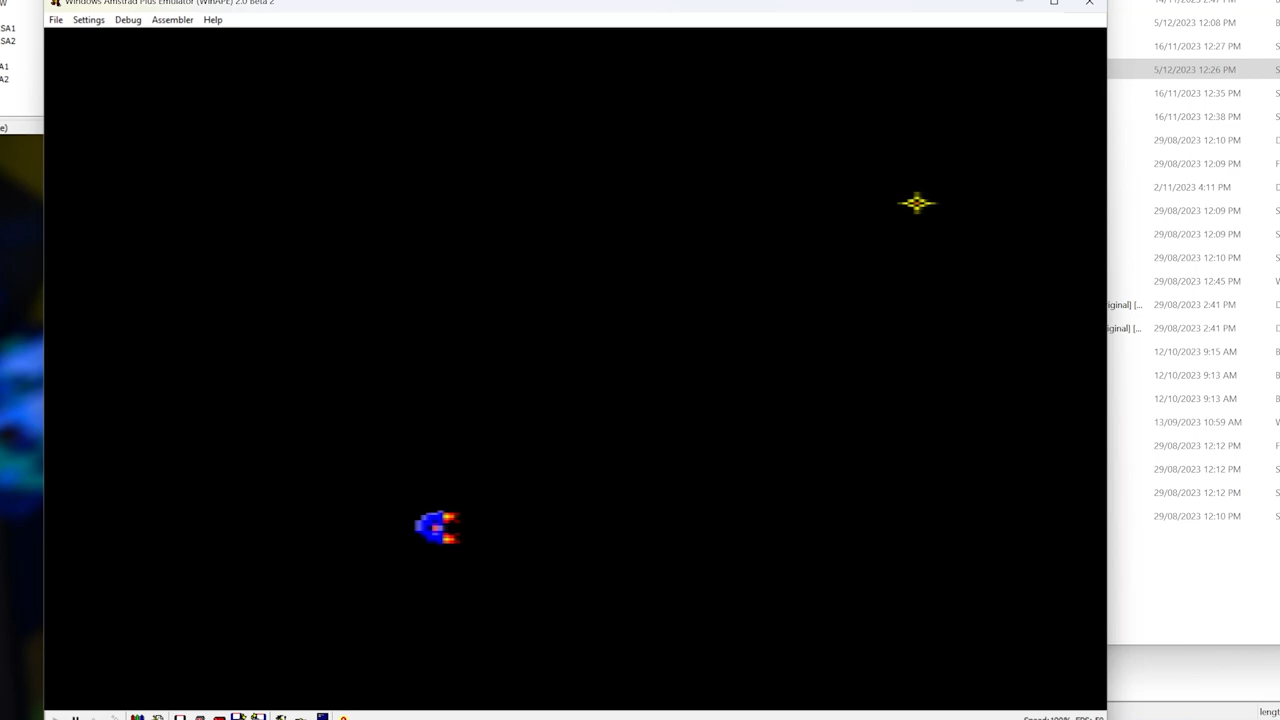 Windows Amstrad Plus Emulator (WinAPE) 2.0 Beta 2
File Settings Debug Assembler Help
SA1
SA2
A1
A2
e)
5/12/2023 12:08 PM
16/11/2023 12:27 PM
5/12/2023 12:26 PM
16/11/2023 12:35 PM
16/11/2023 12:38 PM
29/08/2023 12:10 PM
29/08/2023 12:09 PM
2/11/2023 4:11 PM
29/08/2023 12:09 PM
29/08/2023 12:09 PM
29/08/2023 12:10 PM
29/08/2023 12:45 PM
iginal] [... 29/08/2023 2:41 PM
iginal] [... 29/08/2023 2:41 PM
12/10/2023 9:15 AM
12/10/2023 9:13 AM
12/10/2023 9:13 AM
13/09/2023 10:59 AM
29/08/2023 12:12 PM
29/08/2023 12:12 PM
29/08/2023 12:12 PM
29/08/2023 12:10 PM
lengt